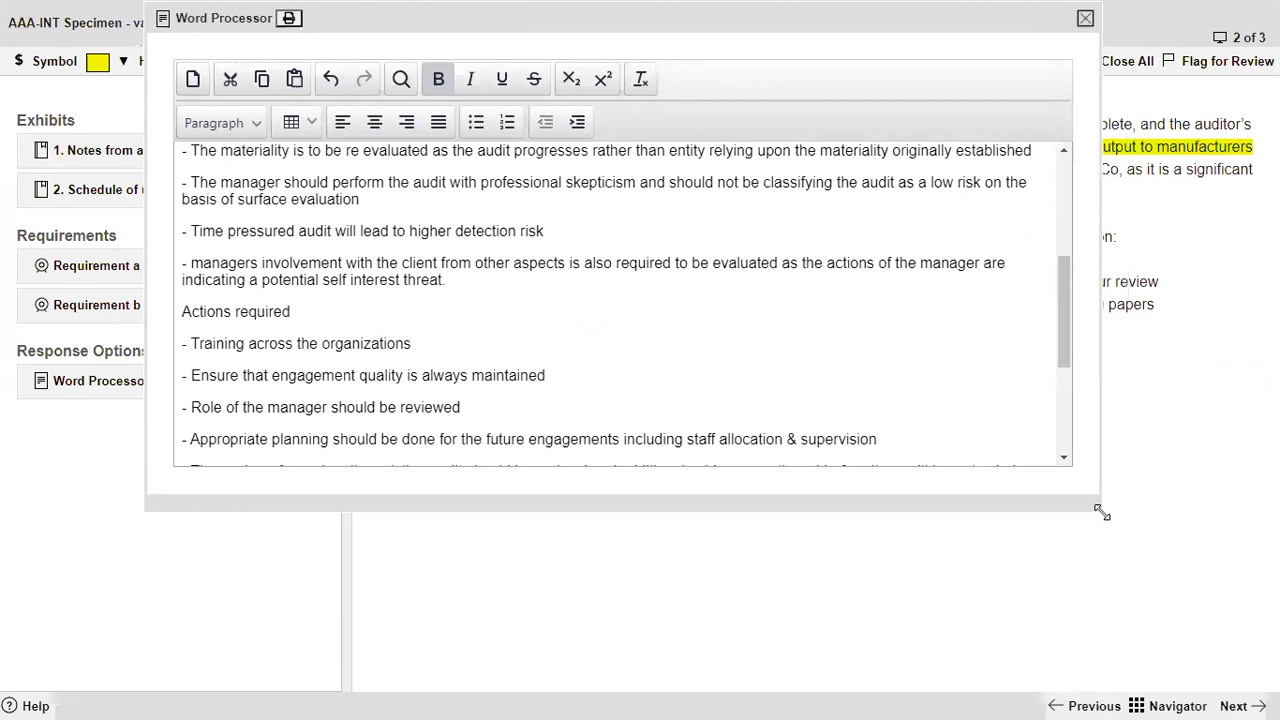 AAA-INT Specimen - va
Word Processor
2 of 3
Symbol
Close All
Flag for Review
Paragraph
Exhibits
1. Notes from a
2. Schedule of
Requirements
Requirement a
Requirement b
Response Options
Word Processor
- The materiality is to be re evaluated as the audit progresses rather than entity relying upon the materiality originally established
- The manager should perform the audit with professional skepticism and should not be classifying the audit as a low risk on the
basis of surface evaluation
- Time pressured audit will lead to higher detection risk
- managers involvement with the client from other aspects is also required to be evaluated as the actions of the manager are
indicating a potential self interest threat.
Actions required
- Training across the organizations
- Ensure that engagement quality is always maintained
- Role of the manager should be reviewed
- Appropriate planning should be done for the future engagements including staff allocation & supervision
plete, and the auditor's
output to manufacturers
Co, as it is a significant
on:
ur review
papers
Help
Previous
Navigator
Next